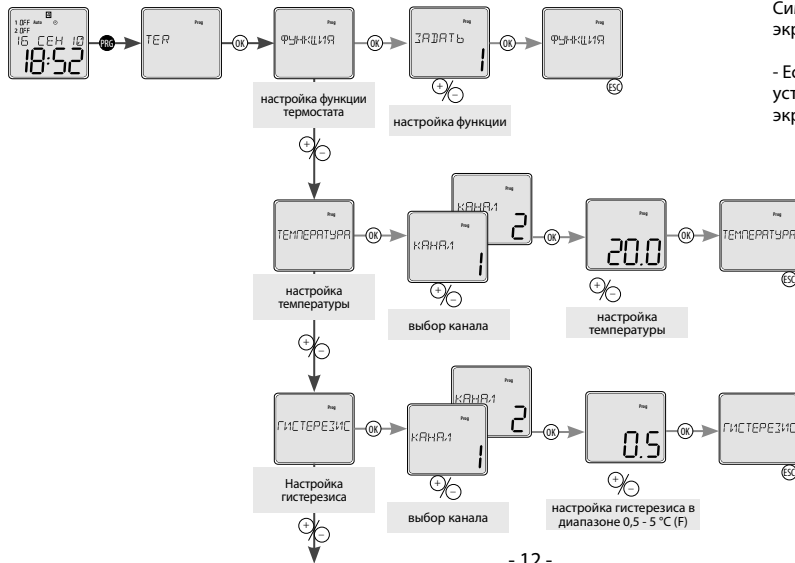 1 OFF Auto
2 OFF
16 СЕН 10
18:52
PRG
Prog
TER
OK
Prog
ФУНКЦИЯ
OK
Prog
ЗАДАТЬ
1
OK
Prog
ФУНКЦИЯ
ESC
+/-
настройка функции
термостата
настройка функции
+/-
Prog
ТЕМПЕРАТУРА
OK
Prog
КАНАЛ
2
Prog
КАНАЛ
1
OK
Prog
20.0
OK
Prog
ТЕМПЕРАТУРА
ESC
+/-
+/-
настройка
температуры
выбор канала
настройка
температуры
+/-
Prog
ГИСТЕРЕЗИС
OK
Prog
КАНАЛ
2
Prog
КАНАЛ
1
OK
Prog
0.5
OK
Prog
ГИСТЕРЕЗИС
ESC
+/-
+/-
Настройка
гистерезиса
выбор канала
настройка гистерезиса в
диапазоне 0,5 - 5 °C (F)
+/-
- 12 -